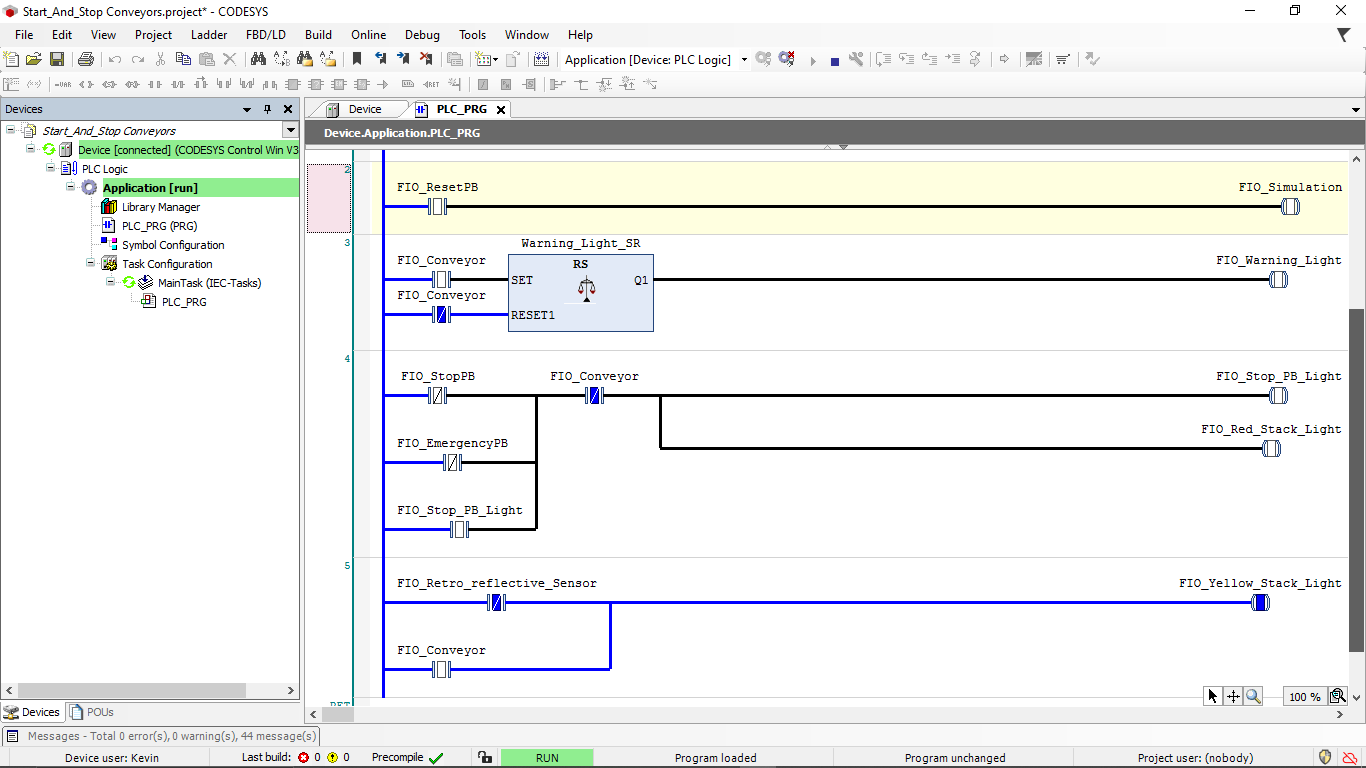 Start_And_Stop Conveyors.project* - CODESYS
File Edit View Project Ladder FBD/LD Build Online Debug Tools Window Help
Application [Device: PLC Logic]
Devices
Device PLC_PRG
Start_And_Stop Conveyors
Device.Application.PLC_PRG
Device [connected] (CODESYS Control Win V3
PLC Logic
Application [run]
Library Manager
PLC_PRG (PRG)
Symbol Configuration
Task Configuration
MainTask (IEC-Tasks)
PLC_PRG
2
FIO_ResetPB FIO_Simulation
3
Warning_Light_SR
FIO_Conveyor RS FIO_Warning_Light
SET Q1
FIO_Conveyor
RESET1
4
FIO_StopPB FIO_Conveyor FIO_Stop_PB_Light
FIO_Red_Stack_Light
FIO_EmergencyPB
FIO_Stop_PB_Light
5
FIO_Retro_reflective_Sensor FIO_Yellow_Stack_Light
FIO_Conveyor
100 %
Devices POUs
Messages - Total 0 error(s), 0 warning(s), 44 message(s)
Device user: Kevin Last build: 0 0 Precompile RUN Program loaded Program unchanged Project user: (nobody)